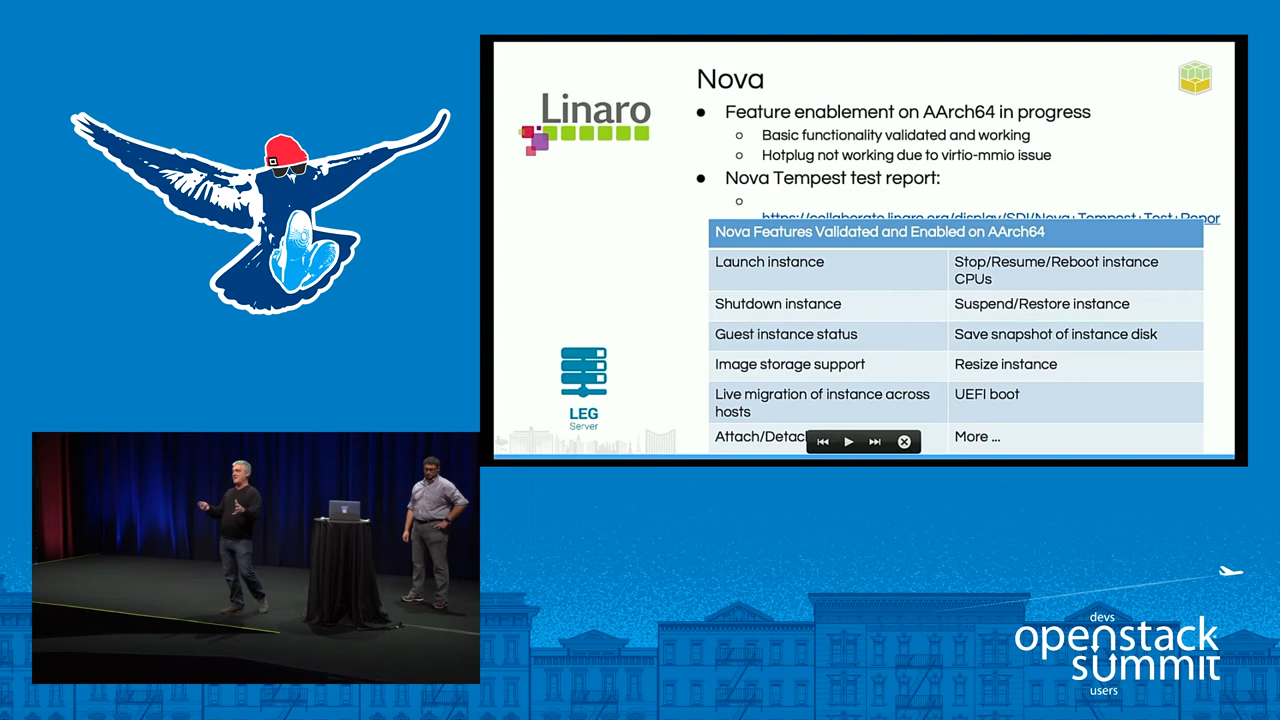 Linaro
Nova
Feature enablement on AArch64 in progress
Basic functionality validated and working
Hotplug not working due to virtio-mmio issue
Nova Tempest test report:
https://collaborate.linaro.org/display/SDI/Nova+Tempest+Test+Repor
Nova Features Validated and Enabled on AArch64
Launch instance
Stop/Resume/Reboot instance
CPUs
Shutdown instance
Suspend/Restore instance
Guest instance status
Save snapshot of instance disk
Image storage support
Resize instance
Live migration of instance across
hosts
UEFI boot
Attach/Detac
More ...
LEG
Server
devs
openstack
summit
users